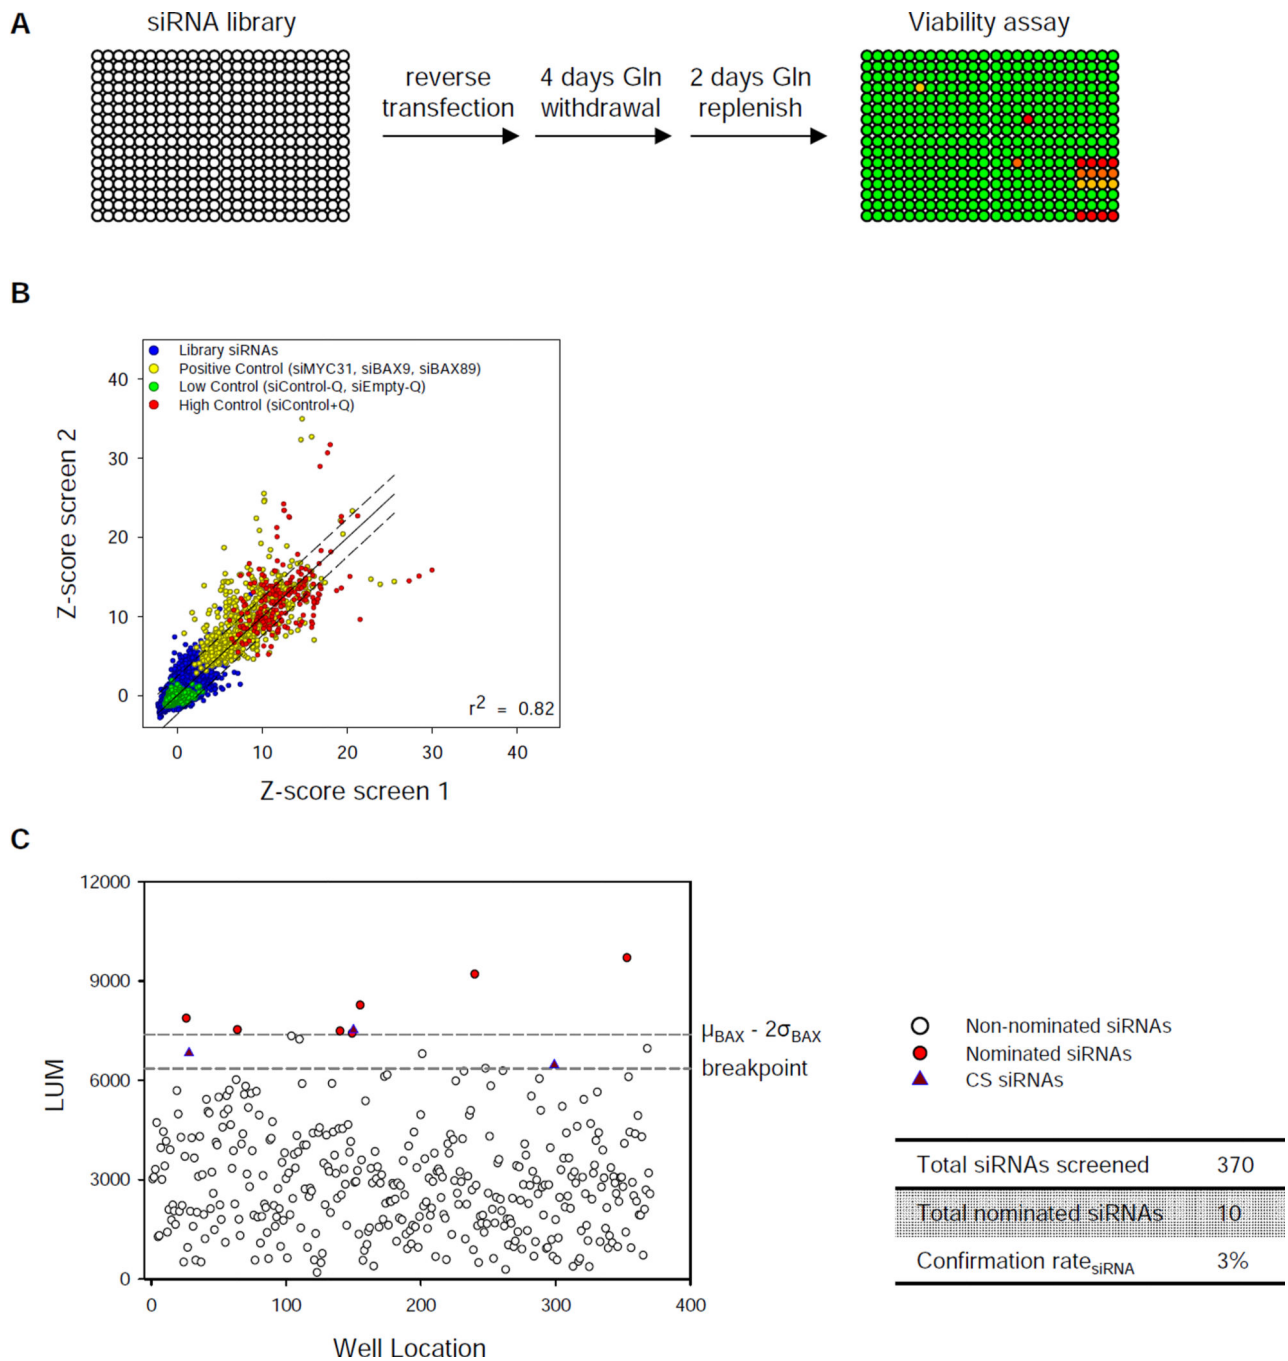 A
siRNA library
reverse
transfection
4 days Gln
withdrawal
2 days Gln
replenish
Viability assay
B
Library siRNAs
Positive Control (siMYC31, siBAX9, siBAX89)
Low Control (siControl-Q, siEmpty-Q)
High Control (siControl+Q)
40
30
20
10
0
Z-score screen 2
r² = 0.82
0 10 20 30 40
Z-score screen 1
C
12000
9000
6000
3000
0
LUM
μBAX - 2σBAX
breakpoint
0 100 200 300 400
Well Location
Non-nominated siRNAs
Nominated siRNAs
CS siRNAs
Total siRNAs screened 370
Total nominated siRNAs 10
Confirmation ratesiRNA 3%